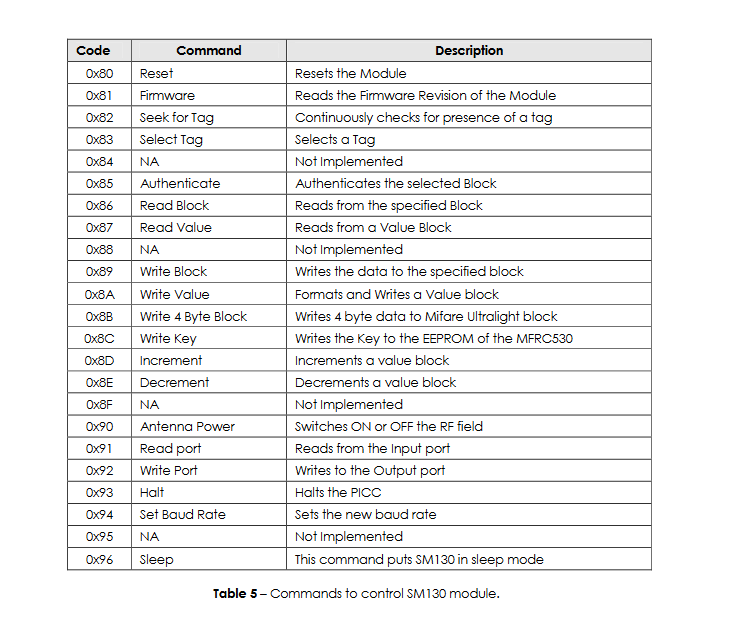 Code Command Description
0x80 Reset Resets the Module
0x81 Firmware Reads the Firmware Revision of the Module
0x82 Seek for Tag Continuously checks for presence of a tag
0x83 Select Tag Selects a Tag
0x84 NA Not Implemented
0x85 Authenticate Authenticates the selected Block
0x86 Read Block Reads from the specified Block
0x87 Read Value Reads from a Value Block
0x88 NA Not Implemented
0x89 Write Block Writes the data to the specified block
0x8A Write Value Formats and Writes a Value block
0x8B Write 4 Byte Block Writes 4 byte data to Mifare Ultralight block
0x8C Write Key Writes the Key to the EEPROM of the MFRC530
0x8D Increment Increments a value block
0x8E Decrement Decrements a value block
0x8F NA Not Implemented
0x90 Antenna Power Switches ON or OFF the RF field
0x91 Read port Reads from the Input port
0x92 Write Port Writes to the Output port
0x93 Halt Halts the PICC
0x94 Set Baud Rate Sets the new baud rate
0x95 NA Not Implemented
0x96 Sleep This command puts SM130 in sleep mode
Table 5 – Commands to control SM130 module.